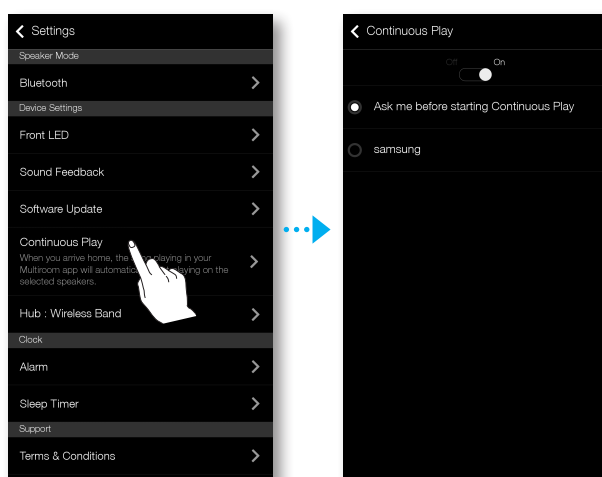 Settings
Speaker Mode
Bluetooth
Device Settings
Front LED
Sound Feedback
Software Update
Continuous Play
When you arrive home, the playing in your
Multiroom app will automatic playing on the
selected speakers.
Hub : Wireless Band
Clock
Alarm
Sleep Timer
Support
Terms & Conditions
Continuous Play
Off On
Ask me before starting Continuous Play
samsung